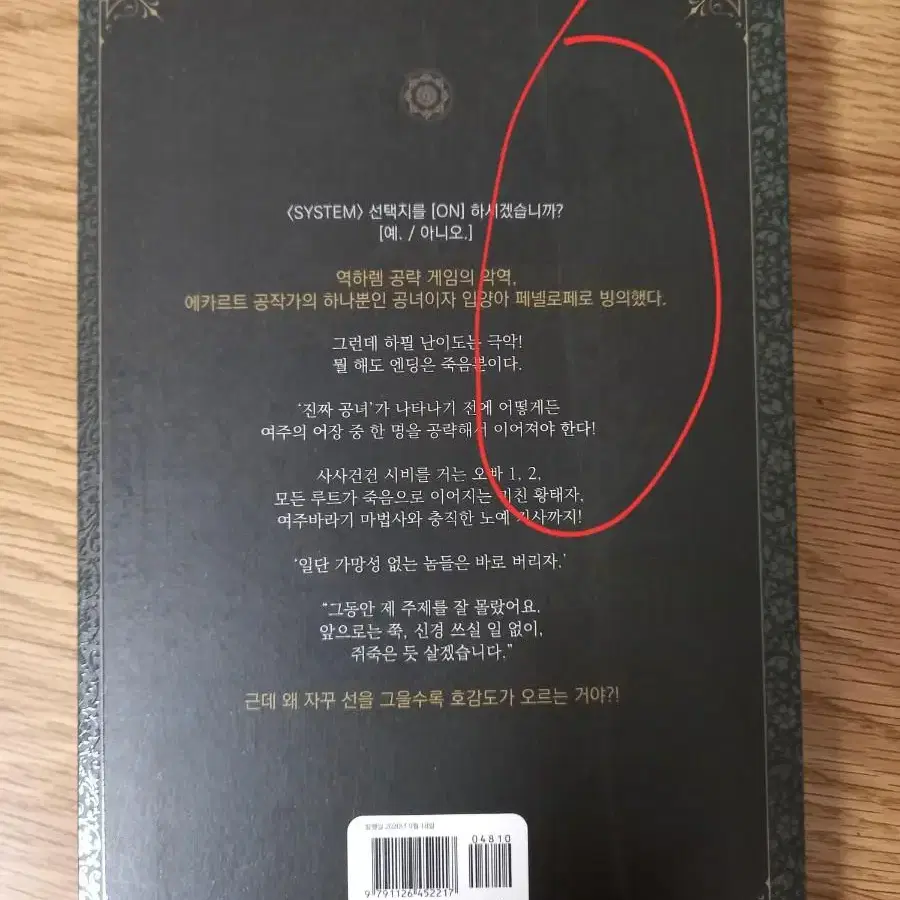 〈SYSTEM〉 선택지를 [ON] 하시겠습니까?
[예. / 아니오.]
역하렘 공략 게임의 악역,
에카르트 공작가의 하나뿐인 공녀이자 입양아 페넬로페로 빙의했다.
그런데 하필 난이도는 극악!
뭘 해도 엔딩은 죽음뿐이다.
‘진짜 공녀’가 나타나기 전에 어떻게든
여주의 어장 중 한 명을 공략해서 이어져야 한다!
사사건건 시비를 거는 오빠 1, 2,
모든 루트가 죽음으로 이어지는 미친 황태자,
여주바라기 마법사와 충직한 노예 기사까지!
‘일단 가망성 없는 놈들은 바로 버리자.’
“그동안 제 주제를 잘 몰랐어요.
앞으로는 쭉, 신경 쓰실 일 없이,
쥐죽은 듯 살겠습니다.”
근데 왜 자꾸 선을 그을수록 호감도가 오르는 거야?!
발행일 2020년
04810
9 791126 452217